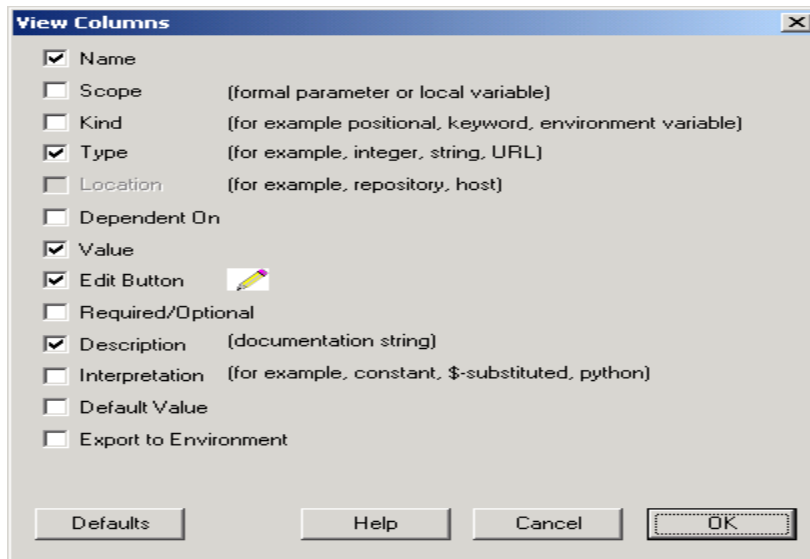 View Columns
Name
Scope (formal parameter or local variable)
Kind (for example positional, keyword, environment variable)
Type (for example, integer, string, URL)
Location (for example, repository, host)
Dependent On
Value
Edit Button
Required/Optional
Description (documentation string)
Interpretation (for example, constant, $-substituted, python)
Default Value
Export to Environment
Defaults Help Cancel OK